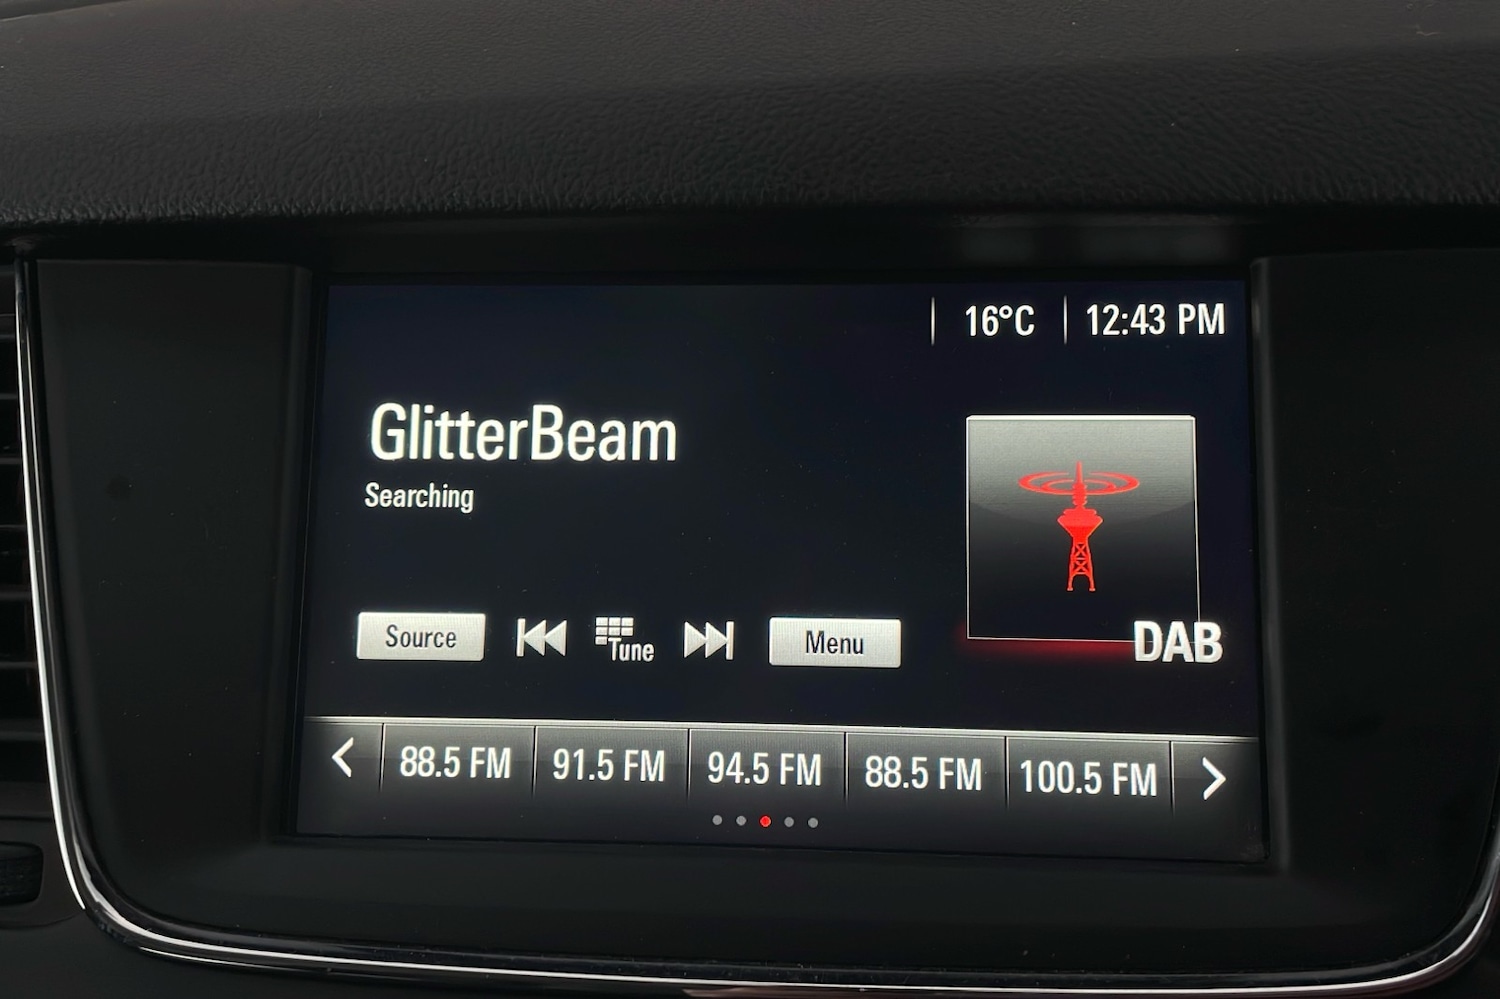 16°C 12:43 PM
GlitterBeam
Searching
Source Tune Menu
DAB
88.5 FM 91.5 FM 94.5 FM 88.5 FM 100.5 FM